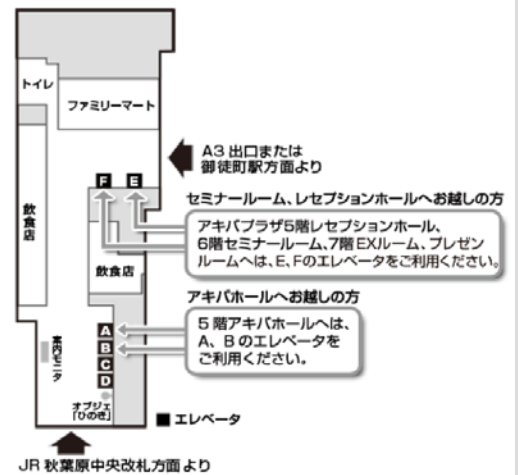 トイレ
ファミリーマート
A3 出口または
御徒町駅方面より
F E
セミナールーム、レセプションホールへお越しの方
アキバプラザ5階レセプションホール、
6階セミナールーム、7階 EXルーム、プレゼン
ルームへは、E、Fのエレベータをご利用ください。
飲食店
飲食店
アキバホールへお越しの方
5 階アキバホールへは、
A、B のエレベータを
ご利用ください。
A
B
C
D
案内モニタ
オブジェ
「ひのき」
■ エレベータ
JR 秋葉原中央改札方面より